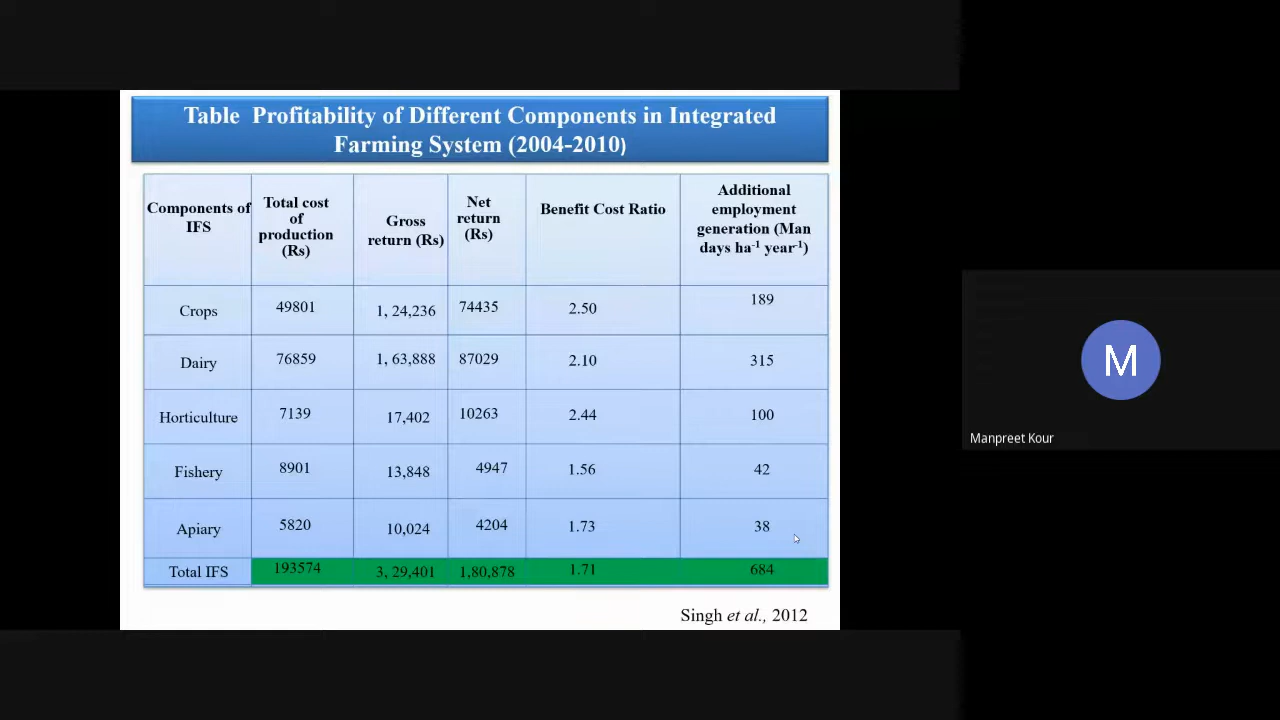 Table Profitability of Different Components in Integrated
Farming System (2004-2010)
Components of IFS | Total cost of production (Rs) | Gross return (Rs) | Net return (Rs) | Benefit Cost Ratio | Additional employment generation (Man days ha-1 year-1)
Crops | 49801 | 1, 24,236 | 74435 | 2.50 | 189
Dairy | 76859 | 1, 63,888 | 87029 | 2.10 | 315
Horticulture | 7139 | 17,402 | 10263 | 2.44 | 100
Fishery | 8901 | 13,848 | 4947 | 1.56 | 42
Apiary | 5820 | 10,024 | 4204 | 1.73 | 38
Total IFS | 193574 | 3, 29,401 | 1,80,878 | 1.71 | 684
Singh et al., 2012
M
Manpreet Kour